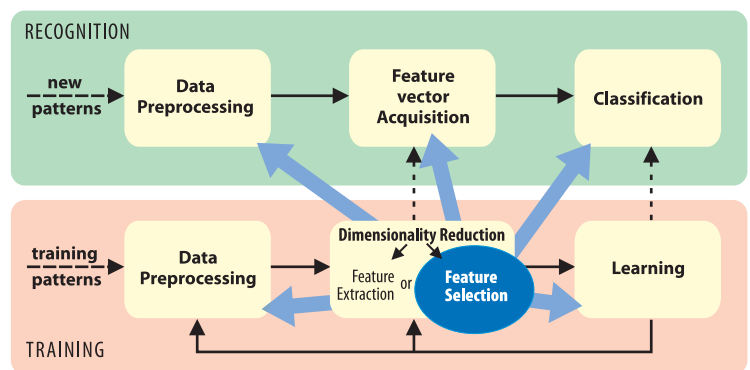 RECOGNITION
new
patterns
Data
Preprocessing
Feature
vector
Acquisition
Classification
training
patterns
Data
Preprocessing
Dimensionality Reduction
Feature
Extraction
or
Feature
Selection
Learning
TRAINING